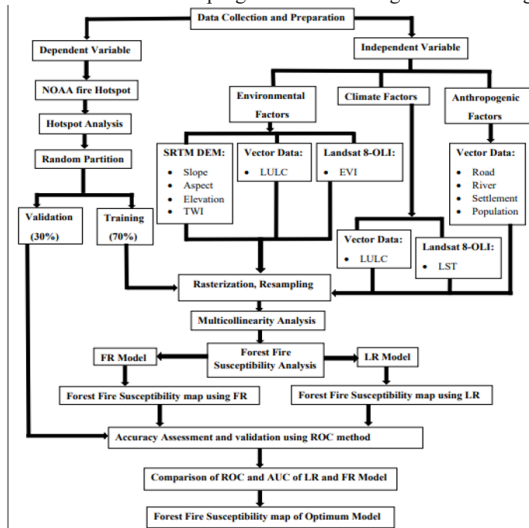 Data Collection and Preparation
Dependent Variable
Independent Variable
NOAA fire Hotspot
Hotspot Analysis
Random Partition
Validation
(30%)
Training
(70%)
Environmental
Factors
Climate Factors
Anthropogenic
Factors
SRTM DEM:
• Slope
• Aspect
• Elevation
• TWI
Vector Data:
• LULC
Landsat 8-OLI:
• EVI
Vector Data:
• Road
• River
• Settlement
• Population
Vector Data:
• LULC
Landsat 8-OLI:
• LST
Rasterization, Resampling
Multicollinearity Analysis
FR Model
Forest Fire
Susceptibility Analysis
LR Model
Forest Fire Susceptibility map using FR
Forest Fire Susceptibility map using LR
Accuracy Assessment and validation using ROC method
Comparison of ROC and AUC of LR and FR Model
Forest Fire Susceptibility map of Optimum Model